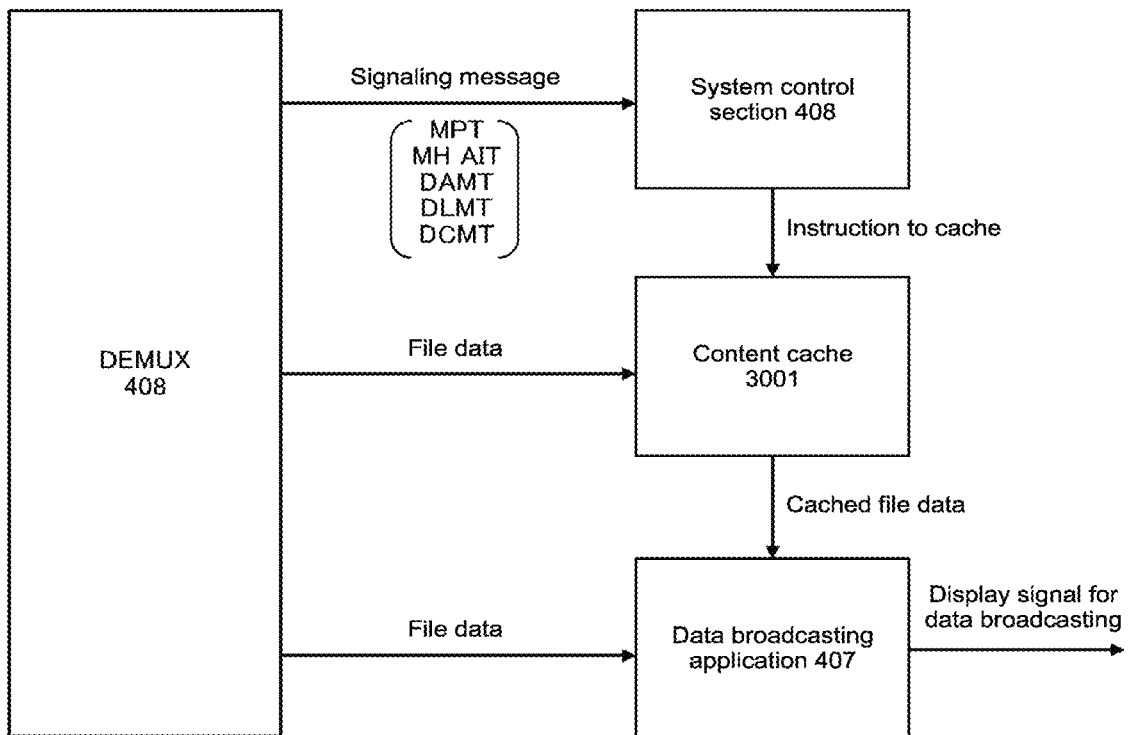 Signaling message
MPT
MH AIT
DAMT
DLMT
DCMT
System control
section 408
Instruction to cache
DEMUX
408
File data
Content cache
3001
Cached file data
File data
Data broadcasting
application 407
Display signal for
data broadcasting